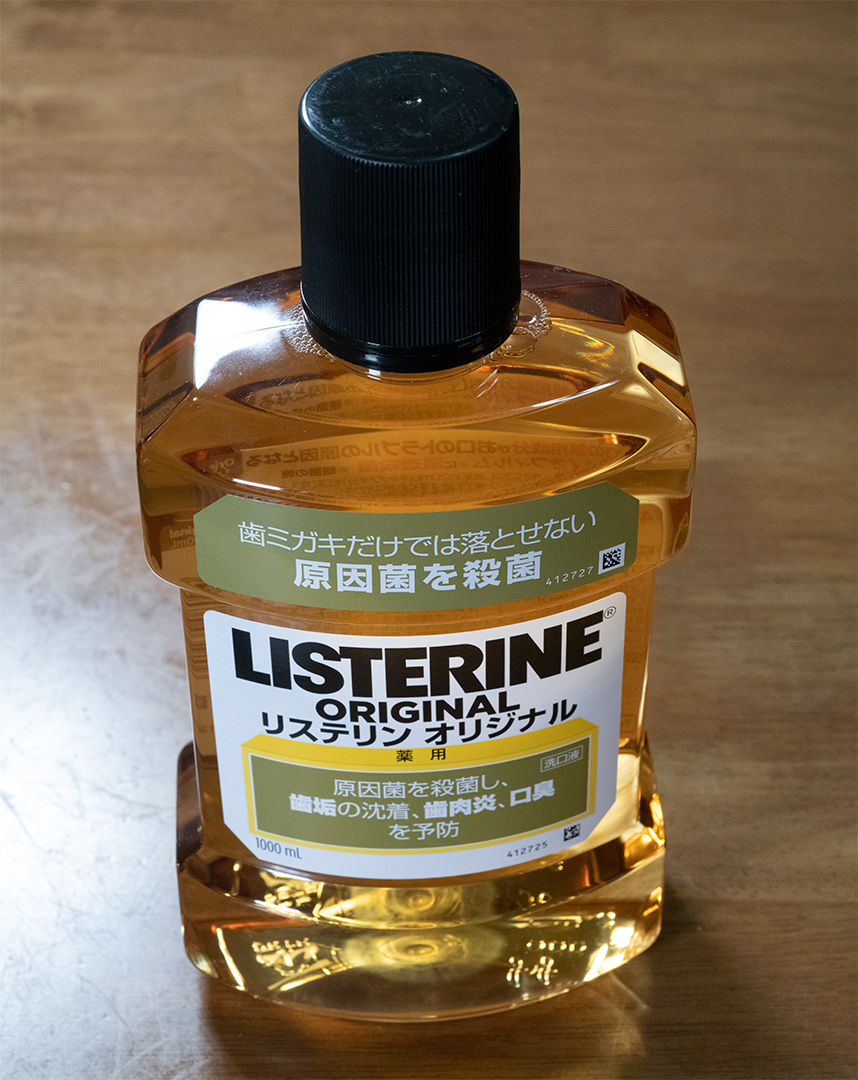 歯ミガキだけでは落とせない
原因菌を殺菌
412727
LISTERINE®
ORIGINAL
リステリン オリジナル
薬用
洗口液
原因菌を殺菌し、
歯垢の沈着、歯肉炎、口臭
を予防
1000 mL
412725